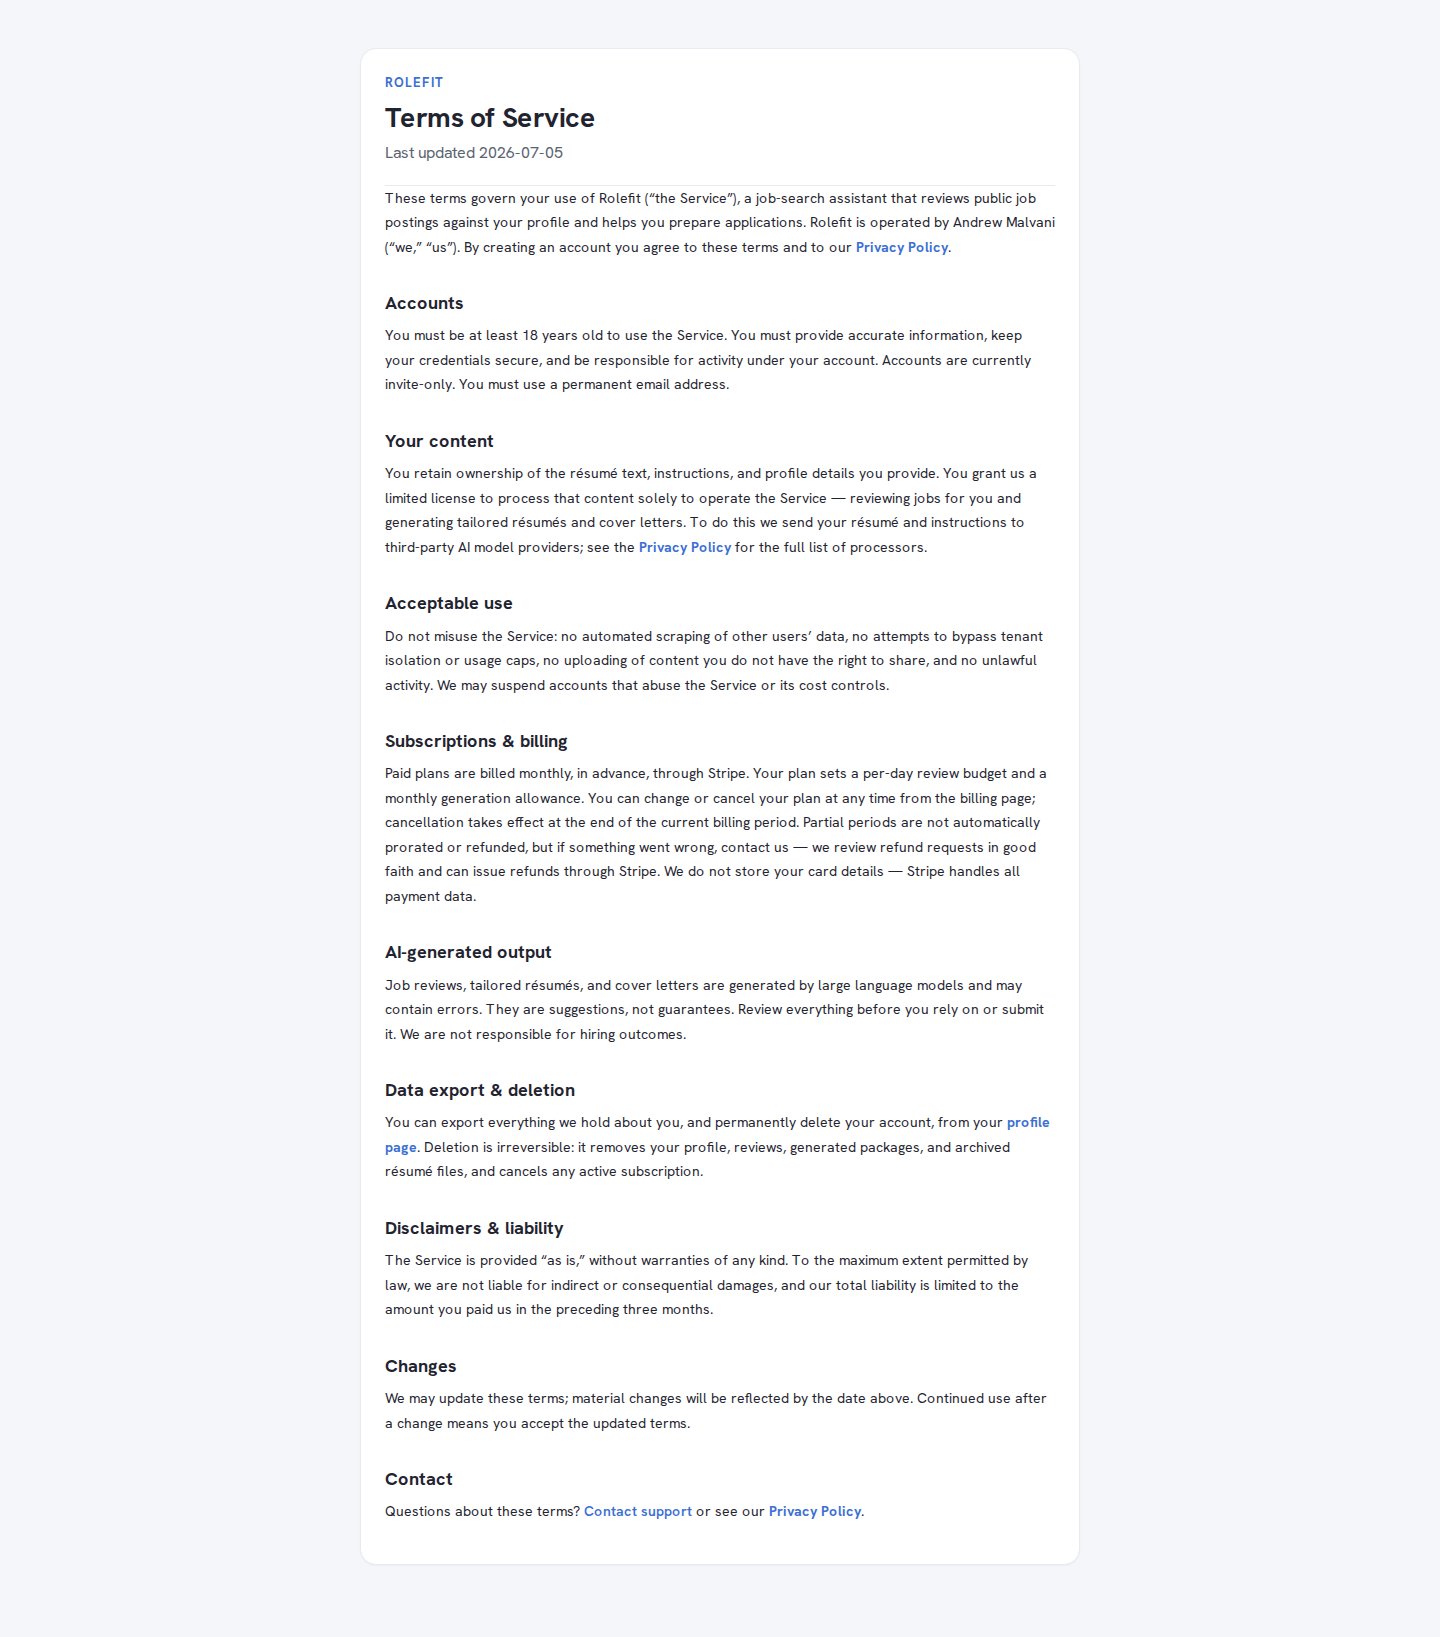 ROLEFIT
Terms of Service
Last updated 2026-07-05
These terms govern your use of Rolefit (“the Service”), a job-search assistant that reviews public job
postings against your profile and helps you prepare applications. Rolefit is operated by Andrew Malvani
(“we,” “us”). By creating an account you agree to these terms and to our Privacy Policy.
Accounts
You must be at least 18 years old to use the Service. You must provide accurate information, keep
your credentials secure, and be responsible for activity under your account. Accounts are currently
invite-only. You must use a permanent email address.
Your content
You retain ownership of the résumé text, instructions, and profile details you provide. You grant us a
limited license to process that content solely to operate the Service — reviewing jobs for you and
generating tailored résumés and cover letters. To do this we send your résumé and instructions to
third-party AI model providers; see the Privacy Policy for the full list of processors.
Acceptable use
Do not misuse the Service: no automated scraping of other users’ data, no attempts to bypass tenant
isolation or usage caps, no uploading of content you do not have the right to share, and no unlawful
activity. We may suspend accounts that abuse the Service or its cost controls.
Subscriptions & billing
Paid plans are billed monthly, in advance, through Stripe. Your plan sets a per-day review budget and a
monthly generation allowance. You can change or cancel your plan at any time from the billing page;
cancellation takes effect at the end of the current billing period. Partial periods are not automatically
prorated or refunded, but if something went wrong, contact us — we review refund requests in good
faith and can issue refunds through Stripe. We do not store your card details — Stripe handles all
payment data.
AI-generated output
Job reviews, tailored résumés, and cover letters are generated by large language models and may
contain errors. They are suggestions, not guarantees. Review everything before you rely on or submit
it. We are not responsible for hiring outcomes.
Data export & deletion
You can export everything we hold about you, and permanently delete your account, from your profile
page. Deletion is irreversible: it removes your profile, reviews, generated packages, and archived
résumé files, and cancels any active subscription.
Disclaimers & liability
The Service is provided “as is,” without warranties of any kind. To the maximum extent permitted by
law, we are not liable for indirect or consequential damages, and our total liability is limited to the
amount you paid us in the preceding three months.
Changes
We may update these terms; material changes will be reflected by the date above. Continued use after
a change means you accept the updated terms.
Contact
Questions about these terms? Contact support or see our Privacy Policy.